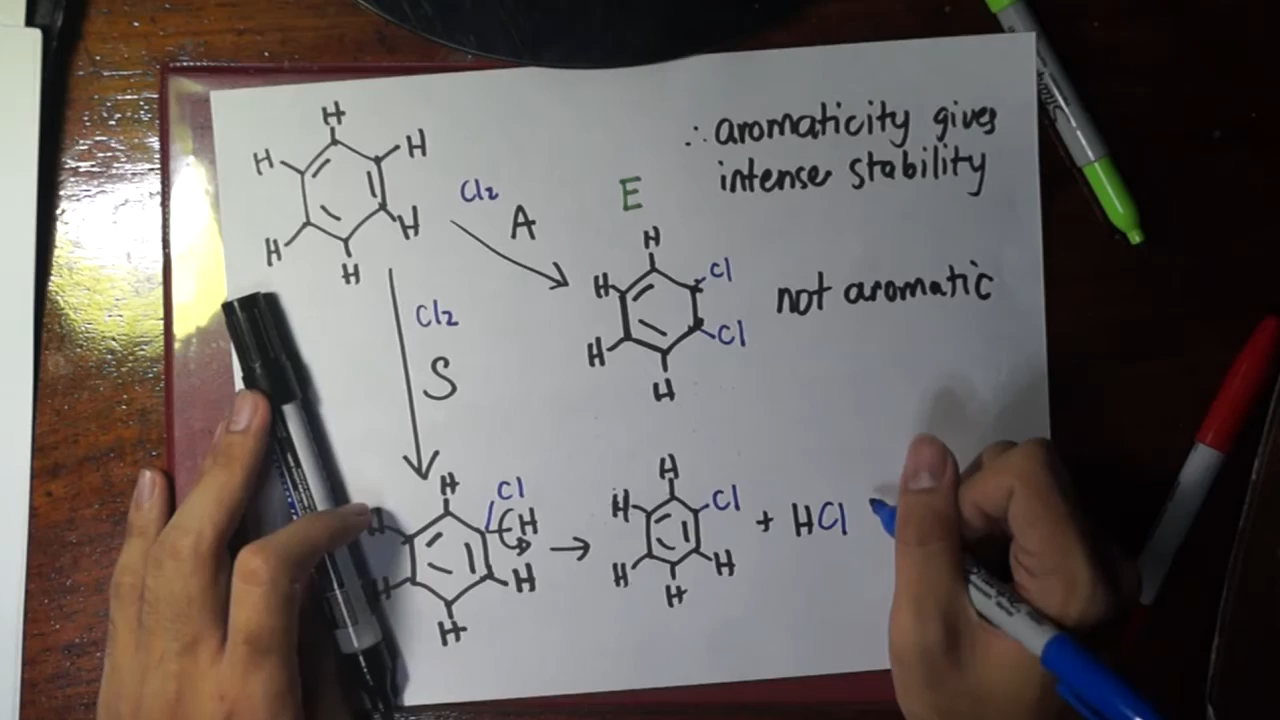 ∴ aromaticity gives
intense stability
H
H
H
H
H
H
Cl₂
A
E
H
H
H
H
Cl
Cl
not aromatic
Cl₂
S
H
H
H
Cl
H
H
H
→
H
H
H
H
H
Cl
+ HCl